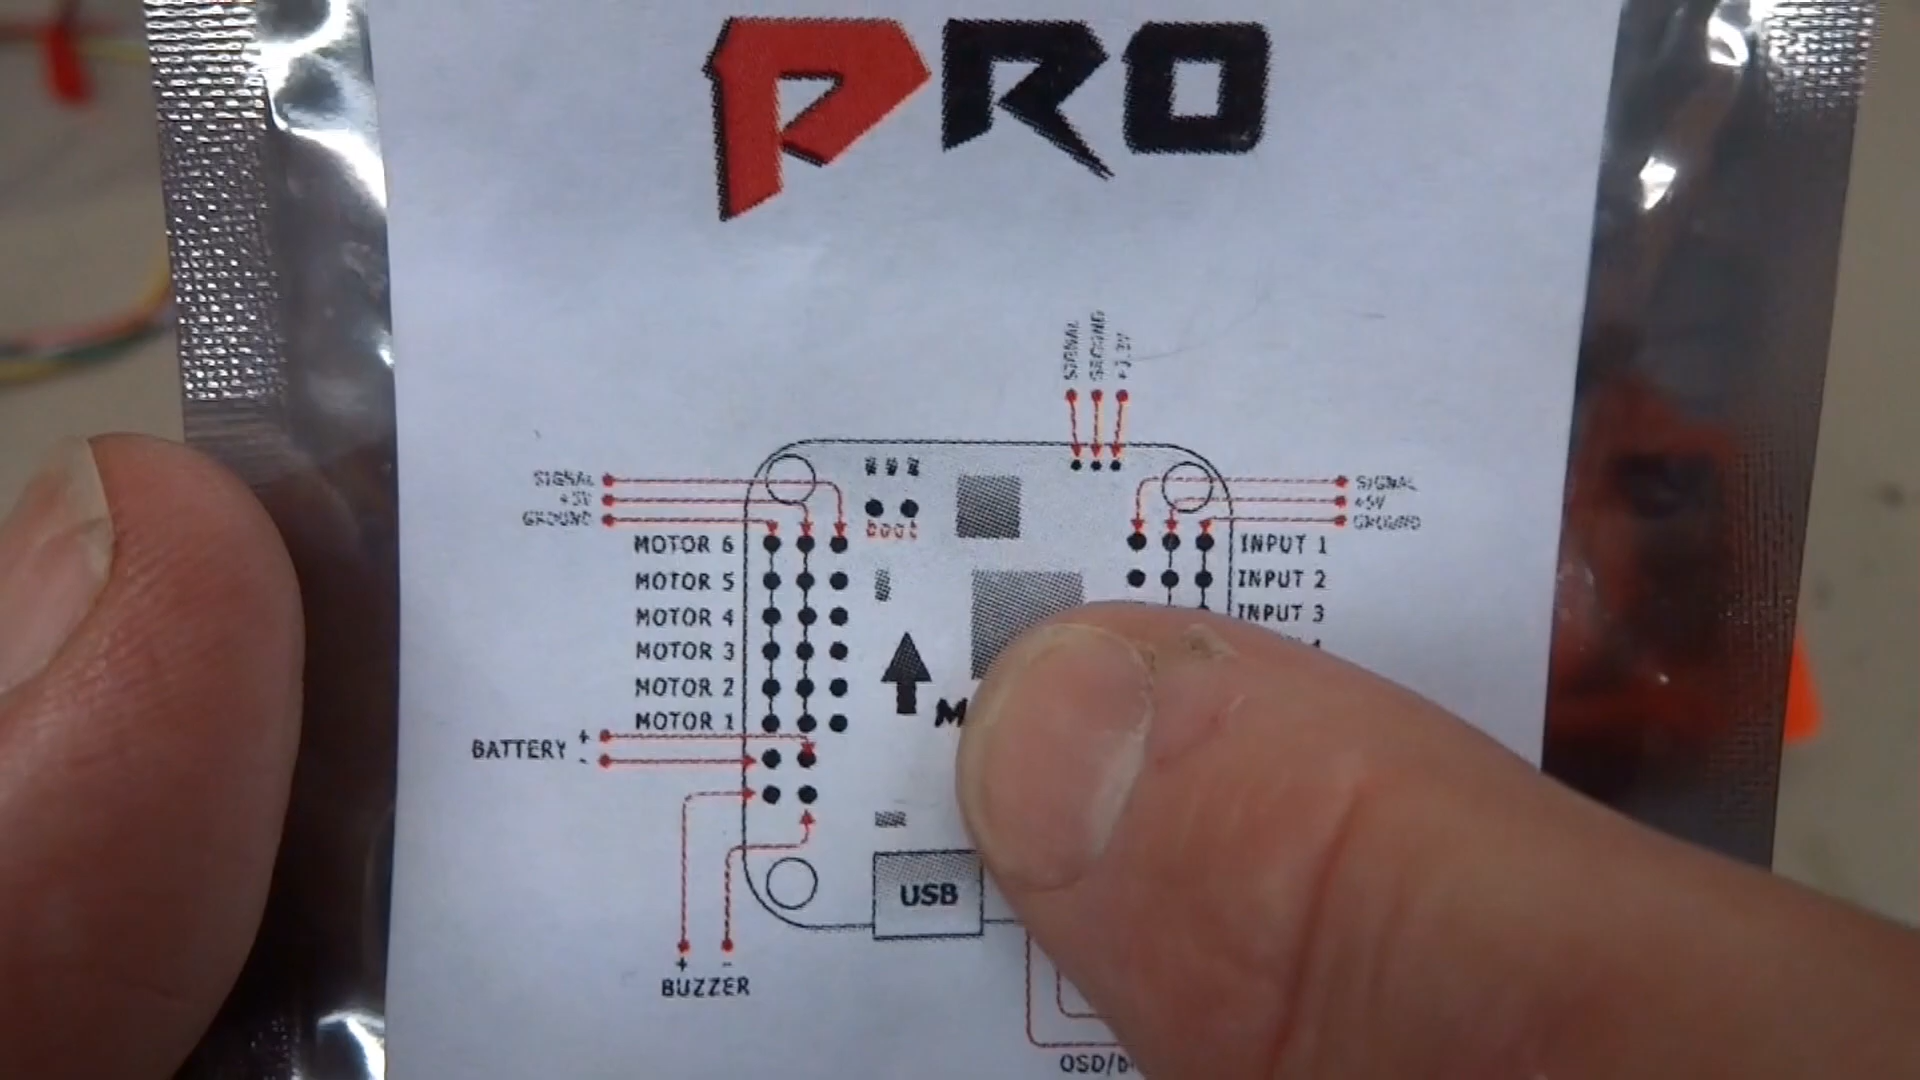 PRO
SIGNAL
GROUND
+3.3V
SIGNAL
+5V
GROUND
boot
SIGNAL
+5V
GROUND
MOTOR 6
INPUT 1
MOTOR 5
INPUT 2
MOTOR 4
INPUT 3
MOTOR 3
MOTOR 2
MOTOR 1
BATTERY + -
USB
+ -
BUZZER
OSD/